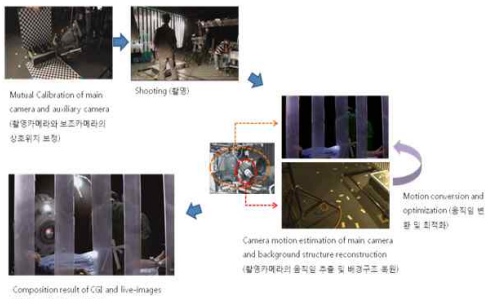 Mutual Calibration of main
camera and auxiliary camera
(촬영카메라와 보조카메라의
상호위치 보정)
Shooting (촬영)
Motion conversion and
optimization (움직임 변
환 및 최적화)
Camera motion estimation of main camera
and background structure reconstruction
(촬영카메라의 움직임 추출 및 배경구조 복원)
Composition result of CGI and live-images